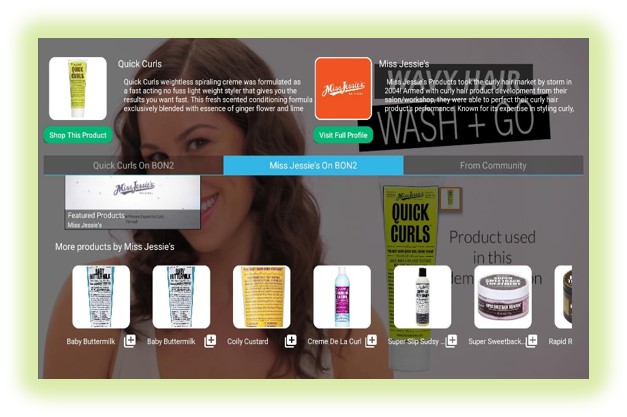 Quick Curls
Quick Curls weightless spiraling crème was formulated as
a fast acting no fuss light weight styler that gives you the
results you want fast. This fresh scented conditioning formula
exclusively blended with essence of ginger flower and lime
Shop This Product
Miss Jessie's
Miss Jessie's Products took the curly hair market by storm in
2004! Armed with curly hair product development from their
salon/workshop, they were able to perfect their curly hair
product's performance. Known for its expertise in styling curly,
Miss Jessie's
Visit Full Profile
WAVY HAIR
WASH + GO
Quick Curls On BON2
Miss Jessie's On BON2
From Community
Miss Jessie's
Featured Products
Miss Jessie's
QUICK
CURLS
Product used
in this
More products by Miss Jessie's
Baby Buttermilk
Baby Buttermilk
Coily Custard
Creme De La Curl
Super Slip Sudsy ...
Super Sweetback...
Rapid R